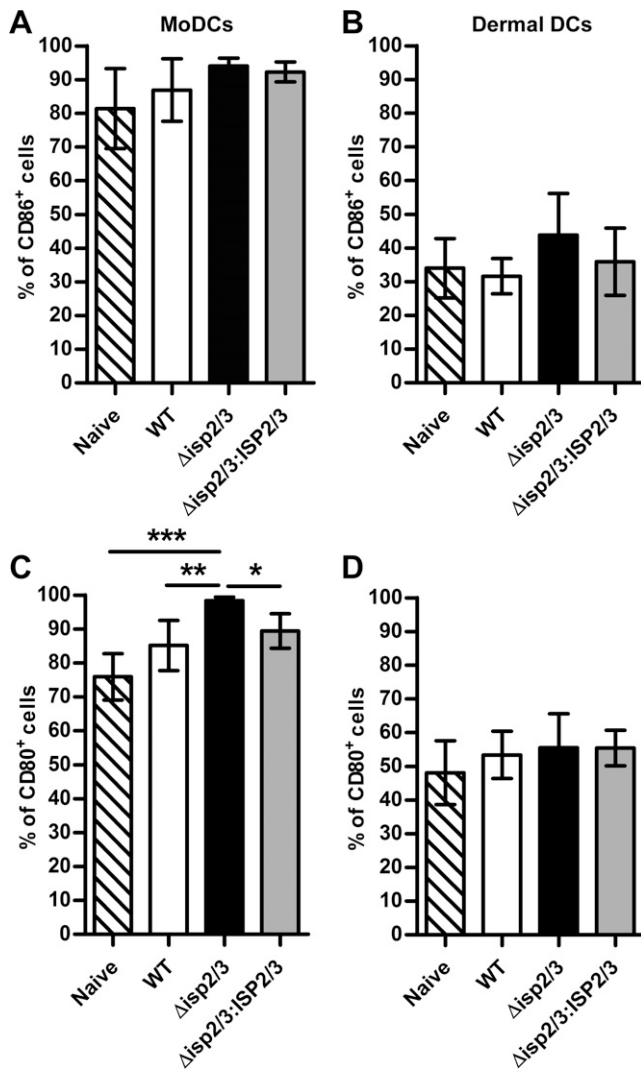 A
MoDCs
% of CD86+ cells
100
90
80
70
60
50
40
30
20
10
0
Naive
WT
Δisp2/3
Δisp2/3:ISP2/3
B
Dermal DCs
% of CD86+ cells
100
90
80
70
60
50
40
30
20
10
0
Naive
WT
Δisp2/3
Δisp2/3:ISP2/3
C
***
**
*
% of CD80+ cells
100
90
80
70
60
50
40
30
20
10
0
Naive
WT
Δisp2/3
Δisp2/3:ISP2/3
D
% of CD80+ cells
100
90
80
70
60
50
40
30
20
10
0
Naive
WT
Δisp2/3
Δisp2/3:ISP2/3